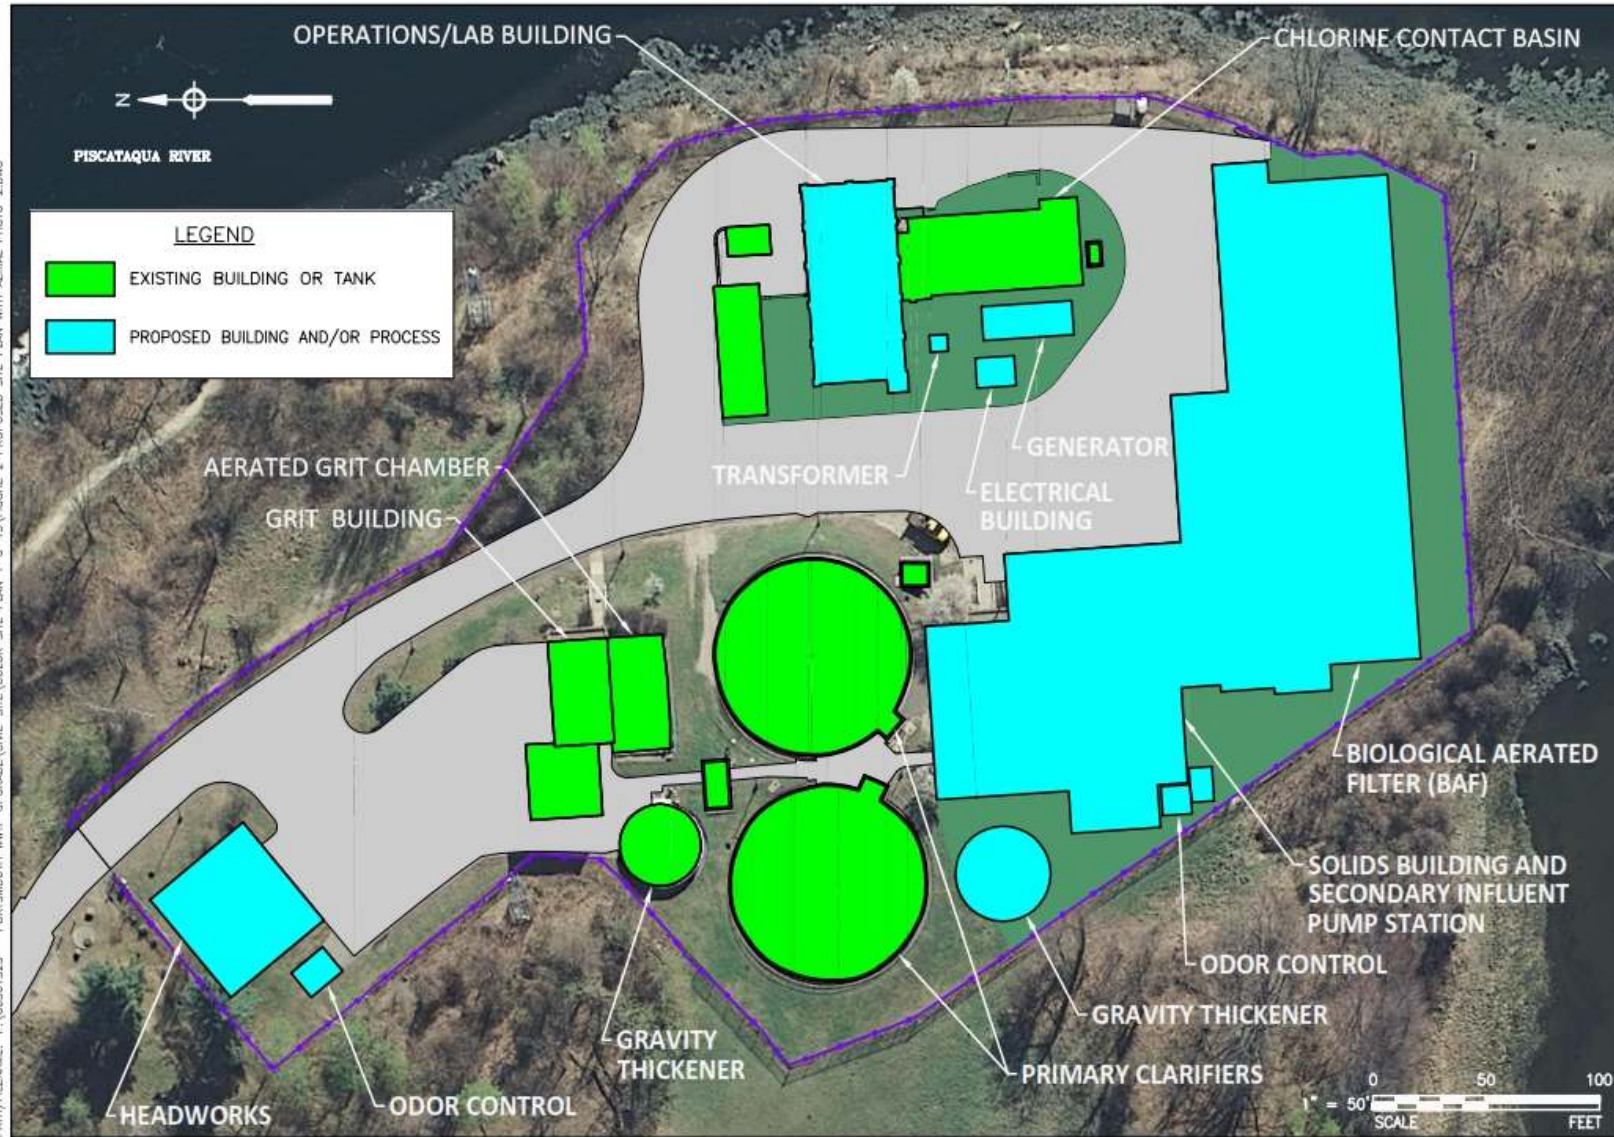 OPERATIONS/LAB BUILDING
CHLORINE CONTACT BASIN
N
PISCATAQUA RIVER
LEGEND
EXISTING BUILDING OR TANK
PROPOSED BUILDING AND/OR PROCESS
AERATED GRIT CHAMBER
GRIT BUILDING
TRANSFORMER
GENERATOR
ELECTRICAL
BUILDING
BIOLOGICAL AERATED
FILTER (BAF)
SOLIDS BUILDING AND
SECONDARY INFLUENT
PUMP STATION
ODOR CONTROL
GRAVITY THICKENER
GRAVITY
THICKENER
PRIMARY CLARIFIERS
HEADWORKS
ODOR CONTROL
0 50 100
1" = 50'
SCALE FEET